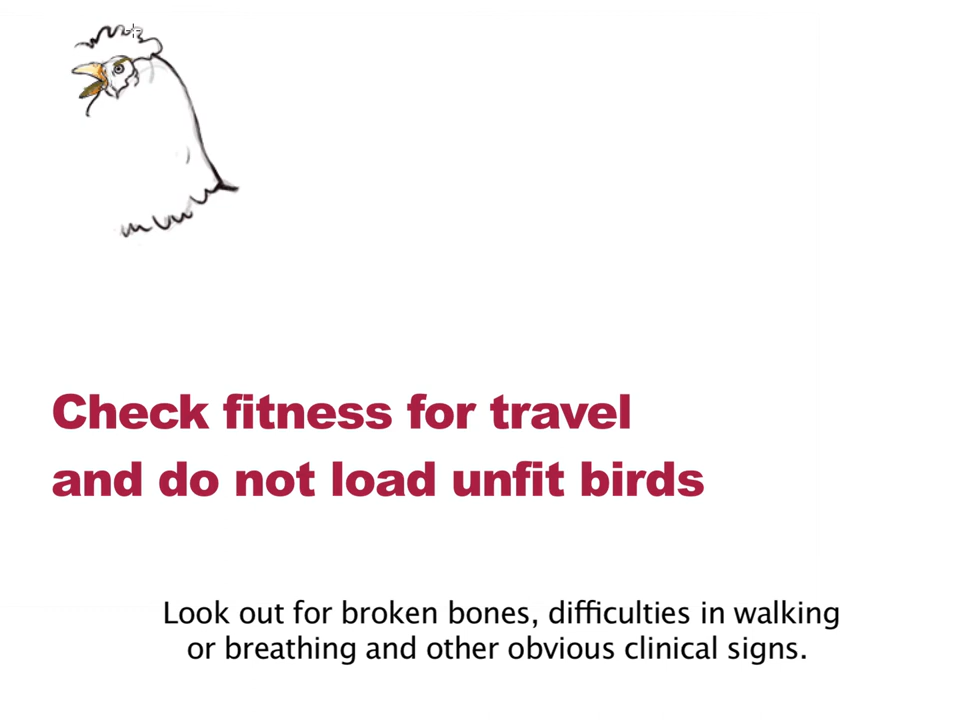 Check fitness for travel
and do not load unfit birds
Look out for broken bones, difficulties in walking
or breathing and other obvious clinical signs.